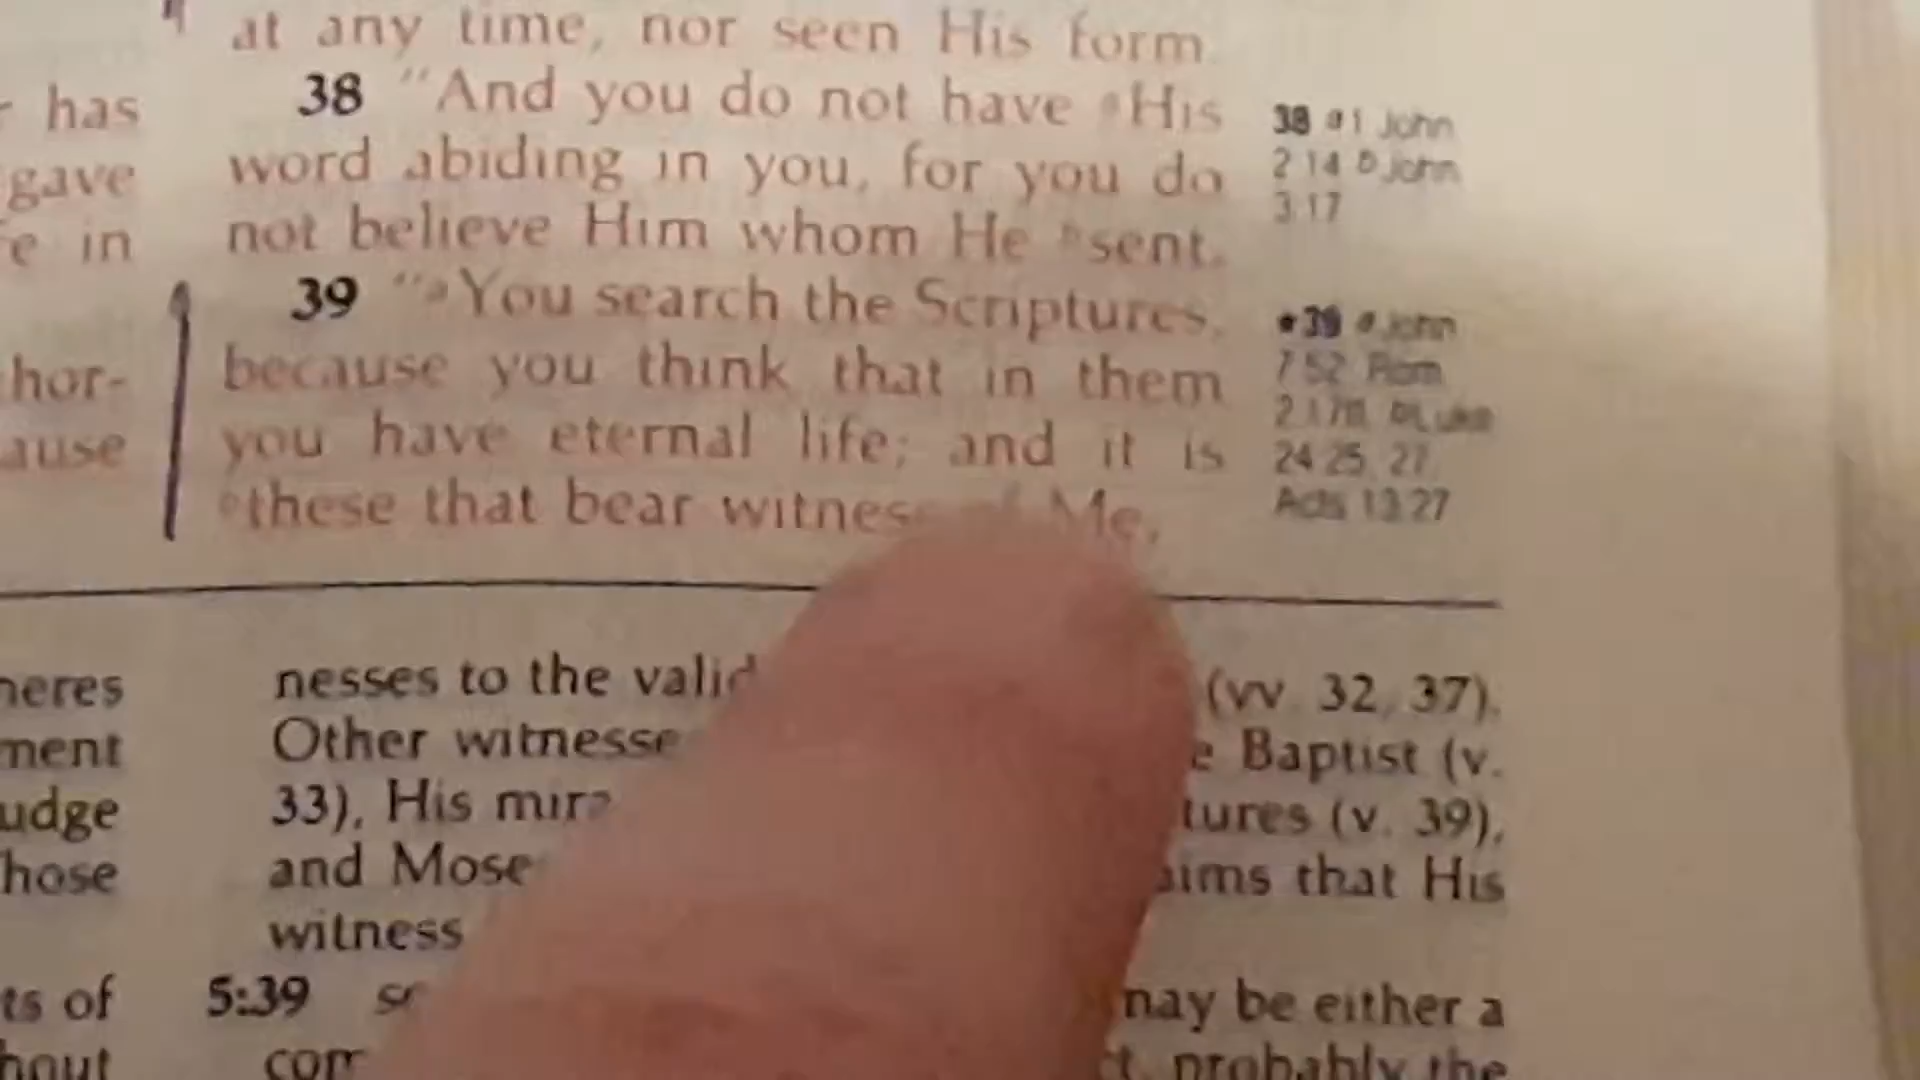 at any time, nor seen His form.
38 "And you do not have a His
word abiding in you, for you do
not believe Him whom He b sent.
39 "a You search the Scriptures,
because you think that in them
you have eternal life; and it is
b these that bear witness of Me,
38 a 1 John
2:14 b John
3:17
•39 a John
7:52 Rom
2:17ff. b Luke
24:25, 27
Acts 13:27
has
gave
in
hor-
ause
nesses to the valid (vv. 32, 37).
Other witnesse e Baptist (v.
33), His mira tures (v. 39),
and Mose aims that His
witness
5:39 may be either a
com probably the
heres
ment
udge
hose
ts of
hout